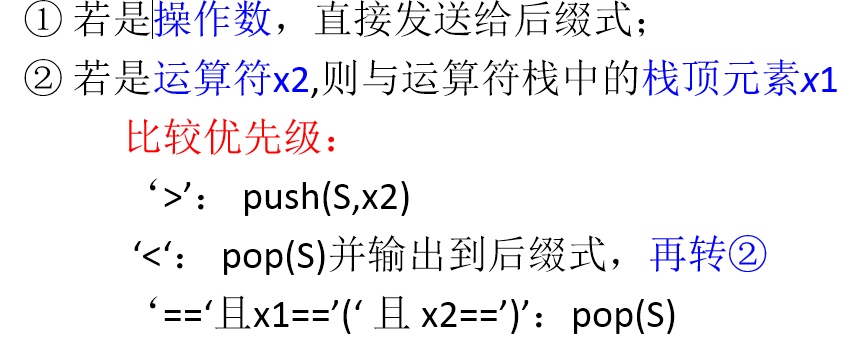 ① 若是操作数，直接发送给后缀式；
② 若是运算符x2,则与运算符栈中的栈顶元素x1
比较优先级：
‘>’： push(S,x2)
‘<‘： pop(S)并输出到后缀式，再转②
‘==‘且x1==’(‘ 且 x2==’)’：pop(S)